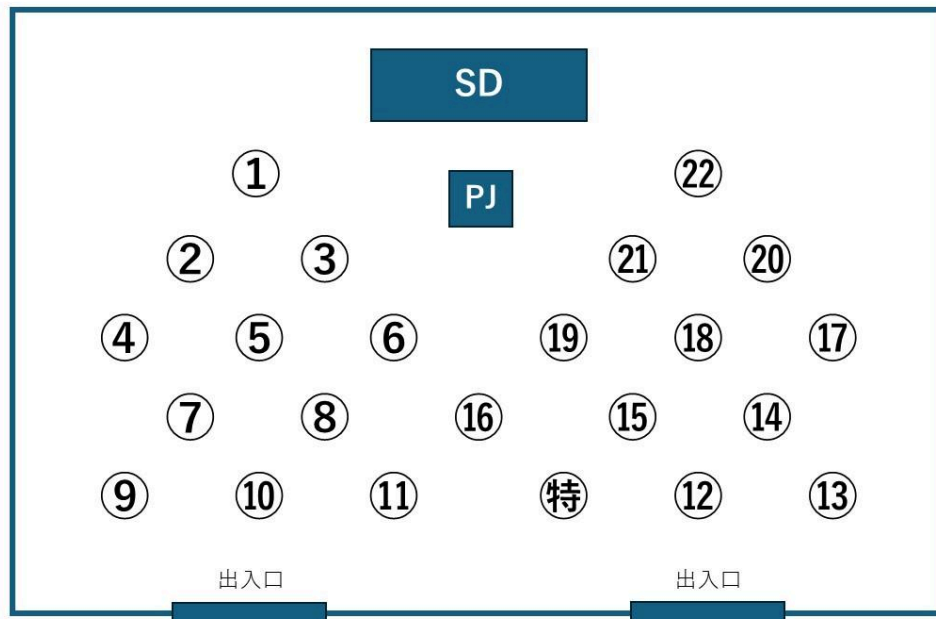 SD
① PJ ㉒
② ③ ㉑ ⑳
④ ⑤ ⑥ ⑲ ⑱ ⑰
⑦ ⑧ ⑯ ⑮ ⑭
⑨ ⑩ ⑪ ㊕ ⑫ ⑬
出入口 出入口